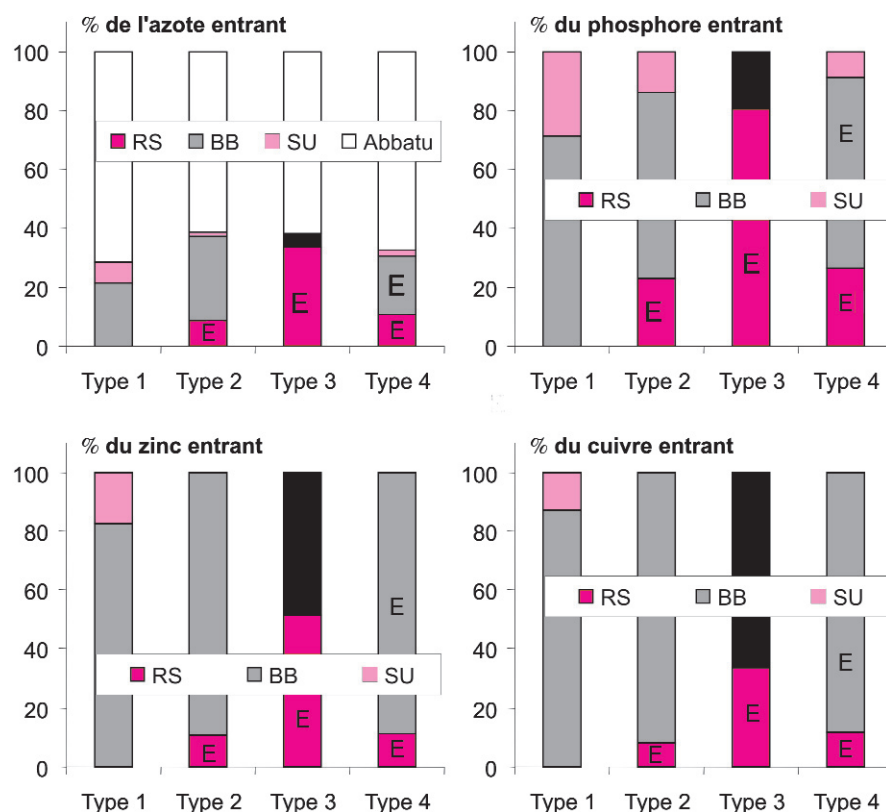 % de l'azote entrant
100
80
60
40
20
0
RS BB SU Abbatu
E
E
E
E
Type 1 Type 2 Type 3 Type 4
% du phosphore entrant
100
80
60
40
20
0
E
RS BB SU
E
E
E
Type 1 Type 2 Type 3 Type 4
% du zinc entrant
100
80
60
40
20
0
E
RS BB SU
E
E
E
Type 1 Type 2 Type 3 Type 4
% du cuivre entrant
100
80
60
40
20
0
RS BB SU
E
E
E
E
Type 1 Type 2 Type 3 Type 4